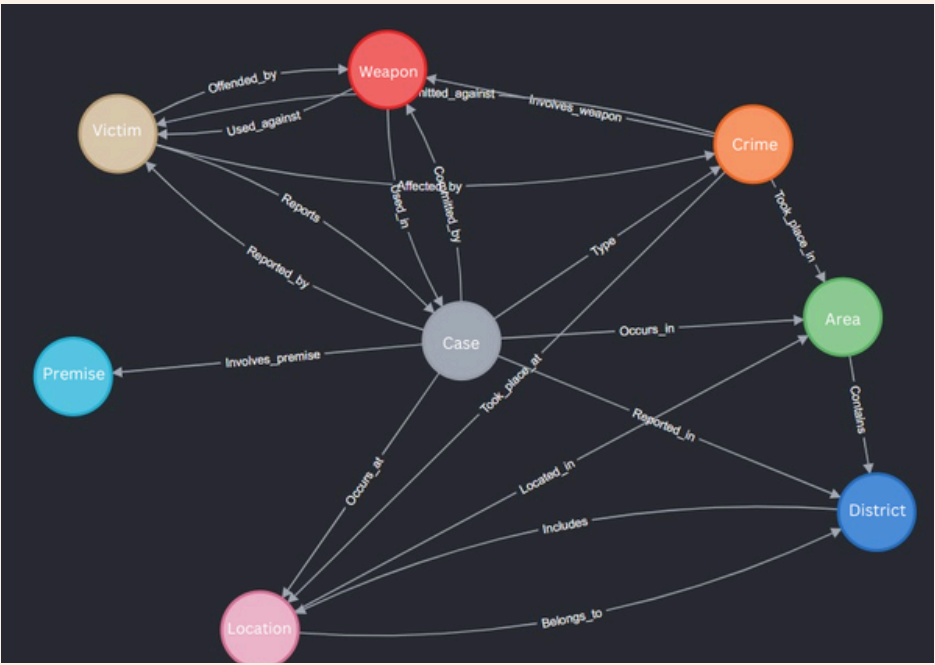 Weapon
Offended_by
mitted_against
Involves_weapon
Used_against
Victim
Crime
Affected_by
Used_in
Committed_by
Reports
Took_place_in
Type
Reported_by
Area
Occurs_in
Case
Involves_premise
Premise
Took_place_at
Contains
Reported_in
Located_in
Occurs_at
District
Includes
Belongs_to
Location